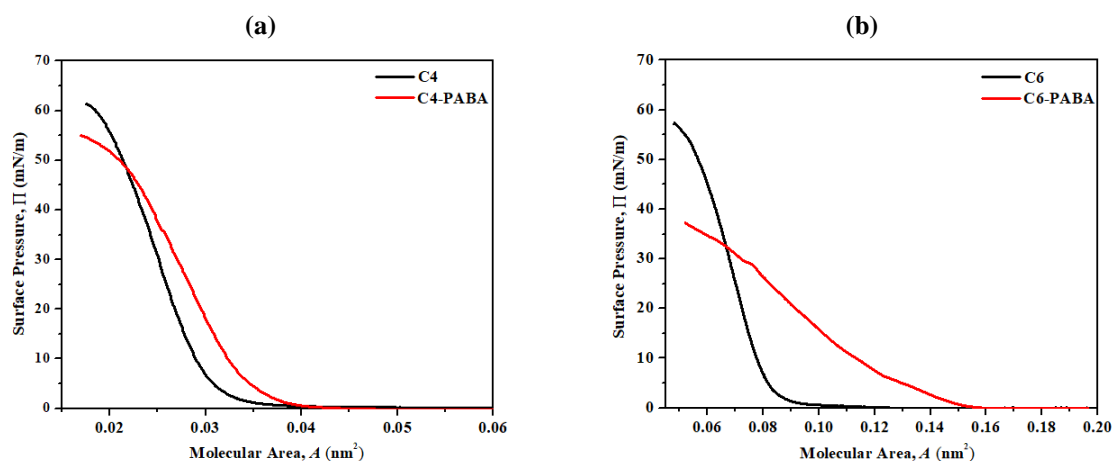 (a)
70
60
50
40
30
20
10
0
Surface Pressure, Π (mN/m)
C4
C4-PABA
0.02 0.03 0.04 0.05 0.06
Molecular Area, A (nm²)
(b)
70
60
50
40
30
20
10
0
Surface Pressure, Π (mN/m)
C6
C6-PABA
0.06 0.08 0.10 0.12 0.14 0.16 0.18 0.20
Molecular Area, A (nm²)